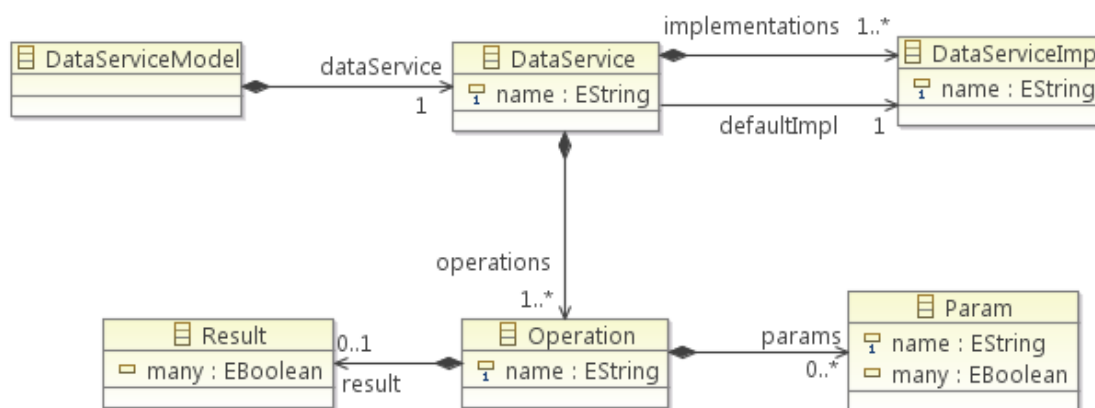 implementations 1..*
DataServiceModel
DataService
DataServiceImp
dataService
name : EString
name : EString
1
defaultImpl 1
operations
1..*
Result
0..1
Operation
params
Param
many : EBoolean
result
name : EString
0..*
name : EString
many : EBoolean